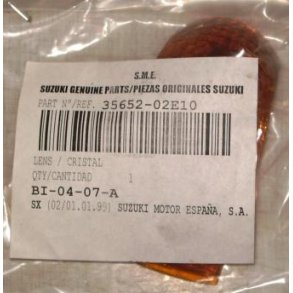 S.M.E.
SUZUKI GENUINE PARTS/PIEZAS ORIGINALES SUZUKI
PART Nº/REF. 35652-02E10
LENS / CRISTAL
QTY/CANTIDAD 1
BI-04-07-A
SX (02/01.01.99) SUZUKI MOTOR ESPAÑA, S.A.